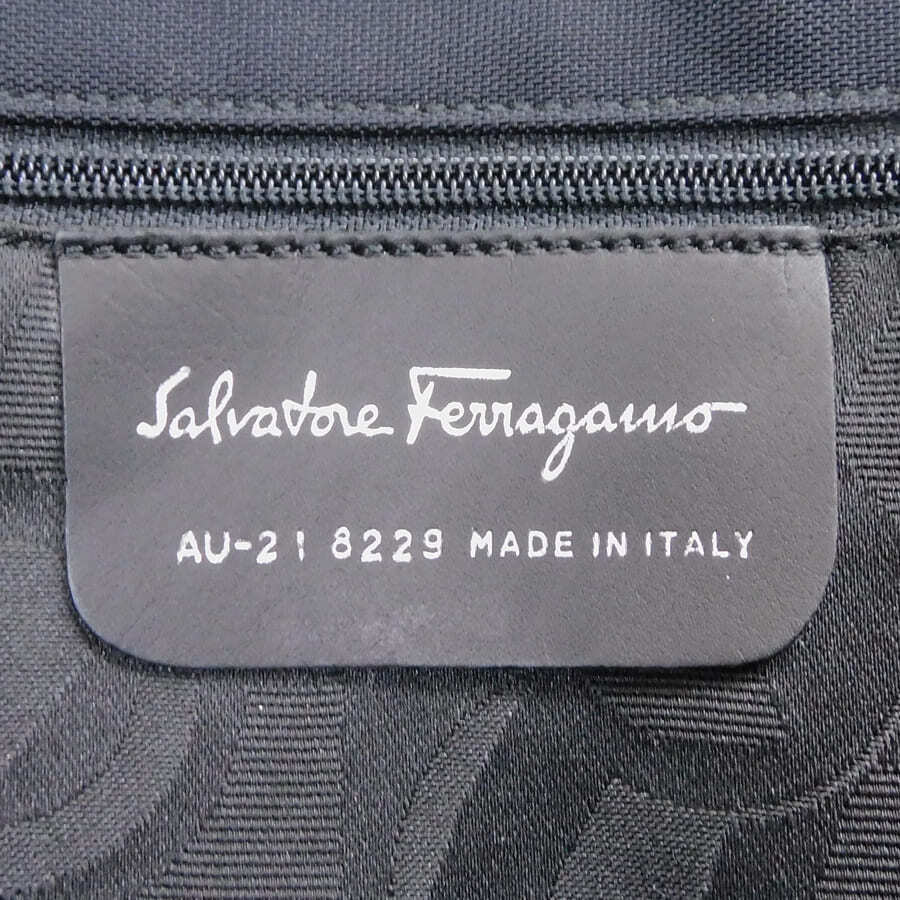 Salvatore Ferragamo
AU-21 8229 MADE IN ITALY